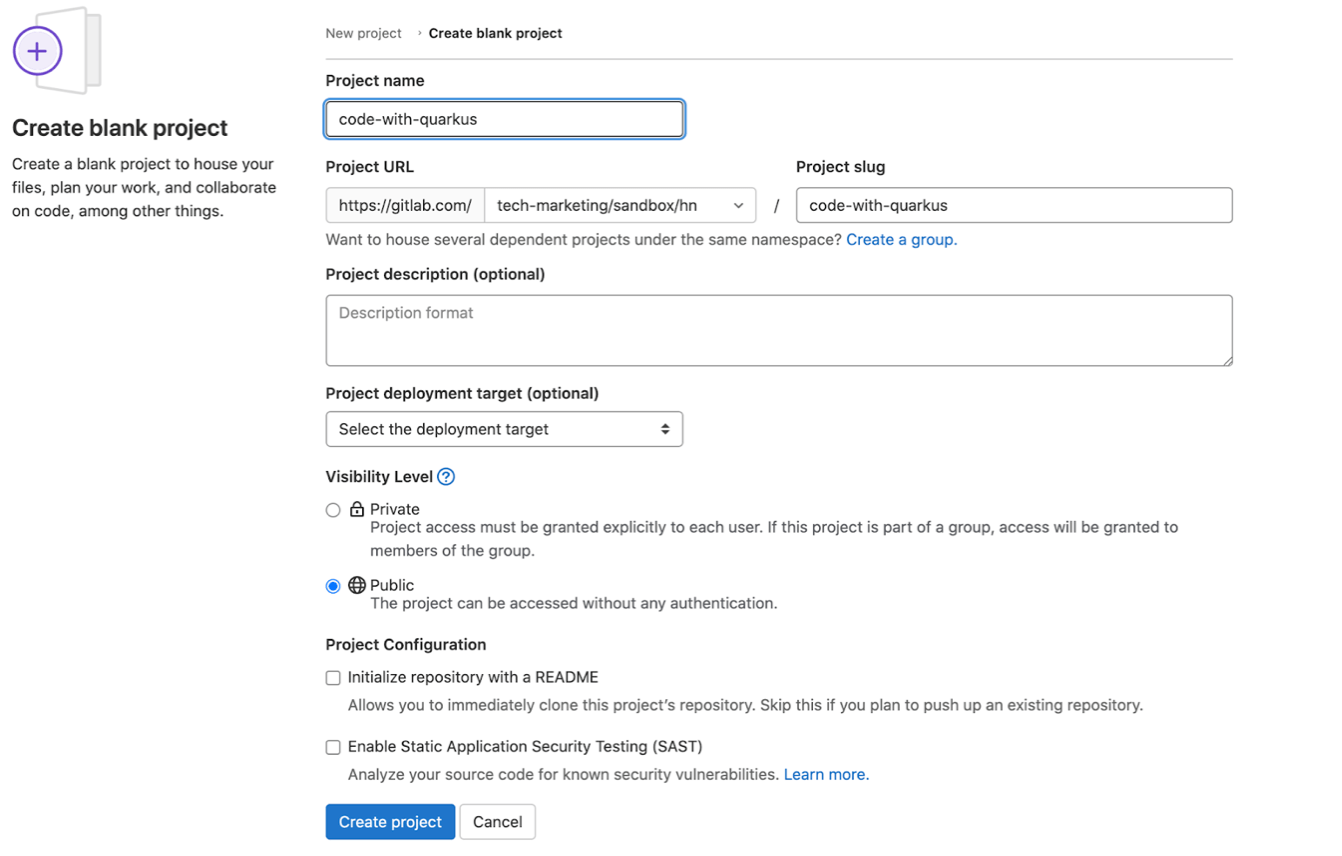 New project › Create blank project
Create blank project
Create a blank project to house your
files, plan your work, and collaborate
on code, among other things.
Project name
code-with-quarkus
Project URL
Project slug
https://gitlab.com/ tech-marketing/sandbox/hn / code-with-quarkus
Want to house several dependent projects under the same namespace? Create a group.
Project description (optional)
Description format
Project deployment target (optional)
Select the deployment target
Visibility Level ?
Private
Project access must be granted explicitly to each user. If this project is part of a group, access will be granted to
members of the group.
Public
The project can be accessed without any authentication.
Project Configuration
Initialize repository with a README
Allows you to immediately clone this project's repository. Skip this if you plan to push up an existing repository.
Enable Static Application Security Testing (SAST)
Analyze your source code for known security vulnerabilities. Learn more.
Create project Cancel